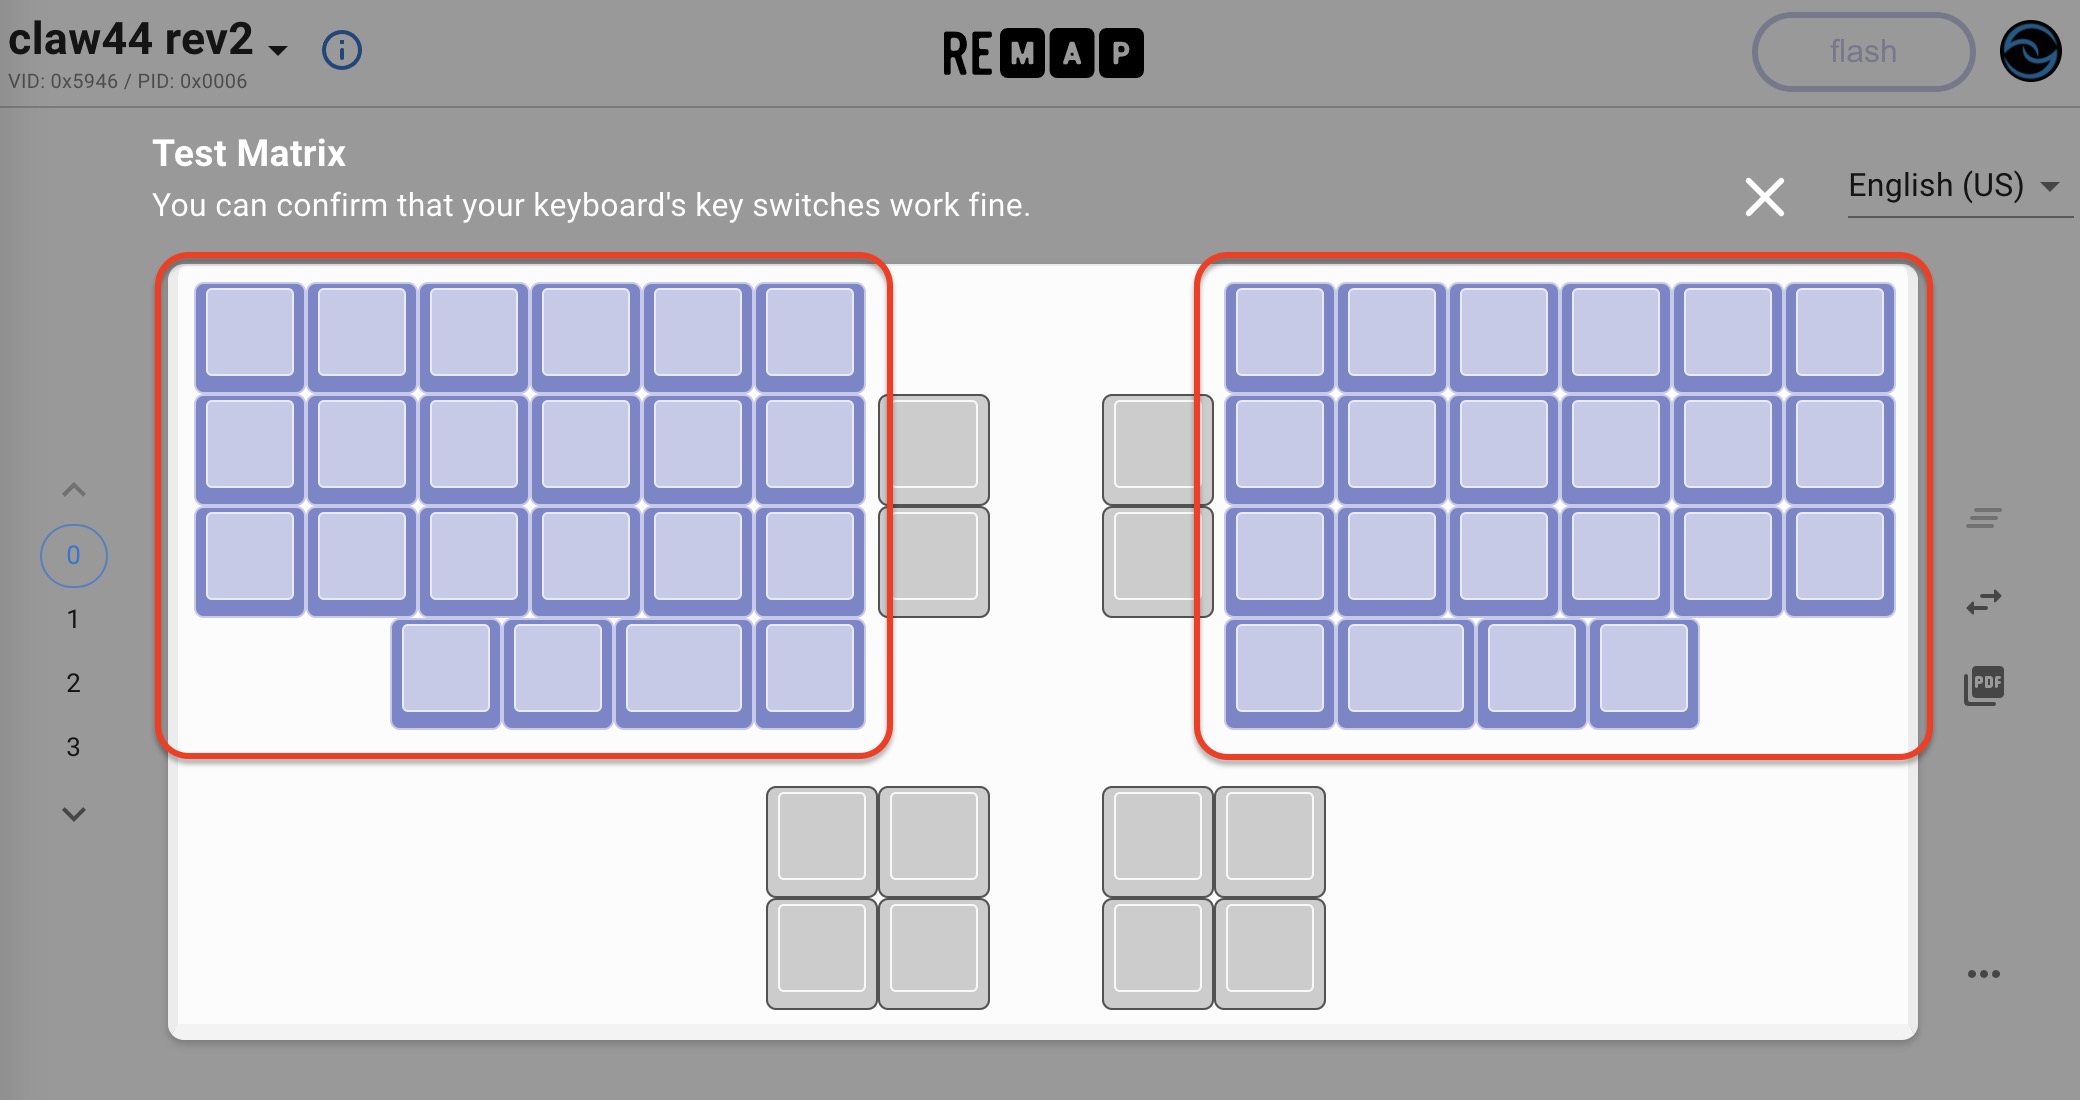 claw44 rev2
VID: 0x5946 / PID: 0x0006
REMAP
flash
Test Matrix
You can confirm that your keyboard's key switches work fine.
English (US)
0
1
2
3
PDF